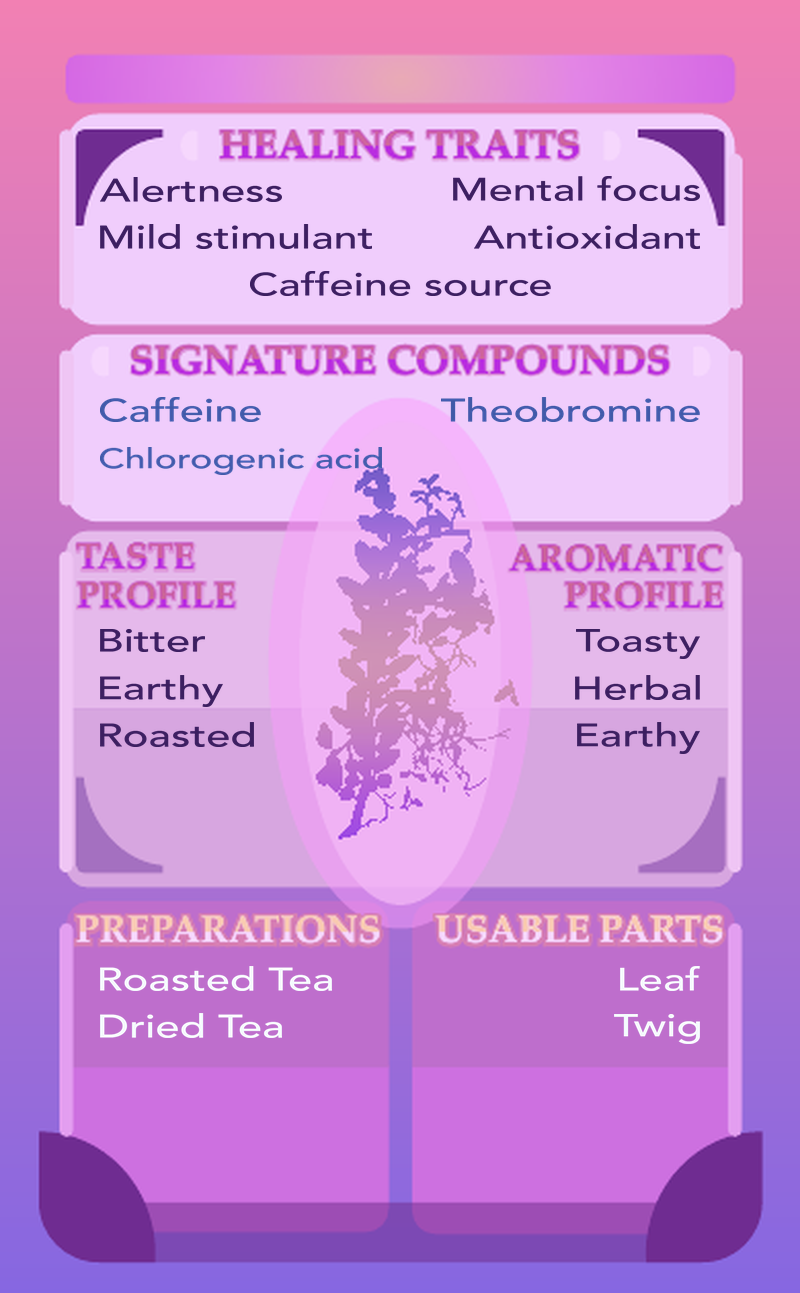 HEALING TRAITS
Alertness Mental focus
Mild stimulant Antioxidant
Caffeine source
SIGNATURE COMPOUNDS
Caffeine Theobromine
Chlorogenic acid
TASTE
PROFILE
Bitter
Earthy
Roasted
AROMATIC
PROFILE
Toasty
Herbal
Earthy
PREPARATIONS
Roasted Tea
Dried Tea
USABLE PARTS
Leaf
Twig